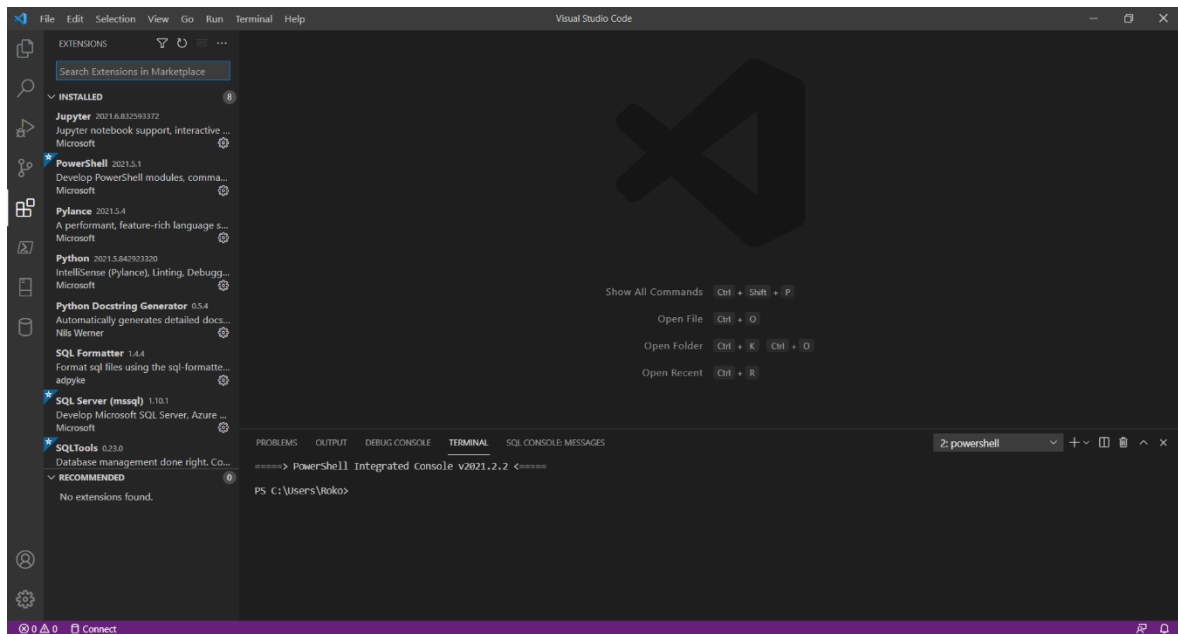 File Edit Selection View Go Run Terminal Help
Visual Studio Code
EXTENSIONS
Search Extensions in Marketplace
INSTALLED
8
Jupyter 2021.6.832593372
Jupyter notebook support, interactive ...
Microsoft
PowerShell 2021.5.1
Develop PowerShell modules, comma...
Microsoft
Pylance 2021.5.4
A performant, feature-rich language s...
Microsoft
Python 2021.5.842923320
IntelliSense (Pylance), Linting, Debugg...
Microsoft
Python Docstring Generator 0.5.4
Automatically generates detailed docs...
Nils Werner
SQL Formatter 1.4.4
Format sql files using the sql-formatte...
adpyke
SQL Server (mssql) 1.10.1
Develop Microsoft SQL Server, Azure ...
Microsoft
SQLTools 0.23.0
Database management done right. Co...
RECOMMENDED
0
No extensions found.
Show All Commands Ctrl + Shift + P
Open File Ctrl + O
Open Folder Ctrl + K Ctrl + O
Open Recent Ctrl + R
PROBLEMS OUTPUT DEBUG CONSOLE TERMINAL SQL CONSOLE: MESSAGES
2: powershell
=====> PowerShell Integrated Console v2021.2.2 <=====
PS C:\Users\Roko>
0 0 Connect